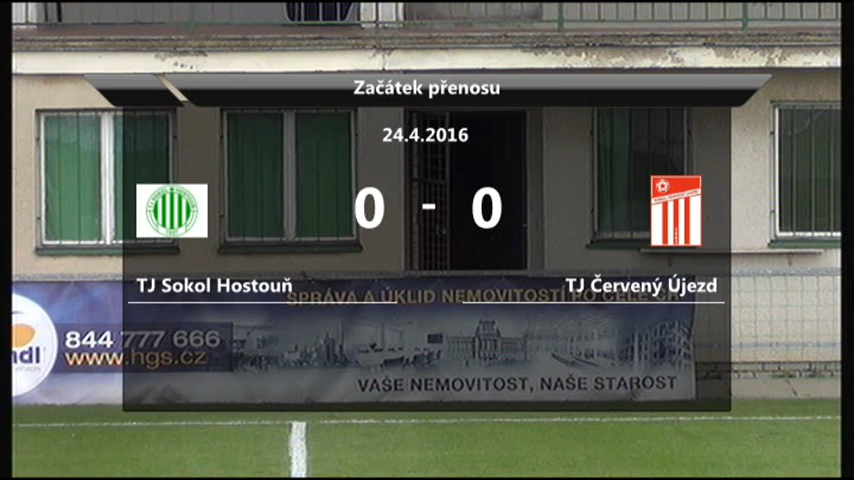 Začátek přenosu
24.4.2016
0 - 0
TJ Sokol Hostouň
TJ Červený Újezd
SPRÁVA A ÚKLID NEMOVITOSTÍ PO CELÉ ČR
844 777 666
www.hgs.cz
VAŠE NEMOVITOST, NAŠE STAROST